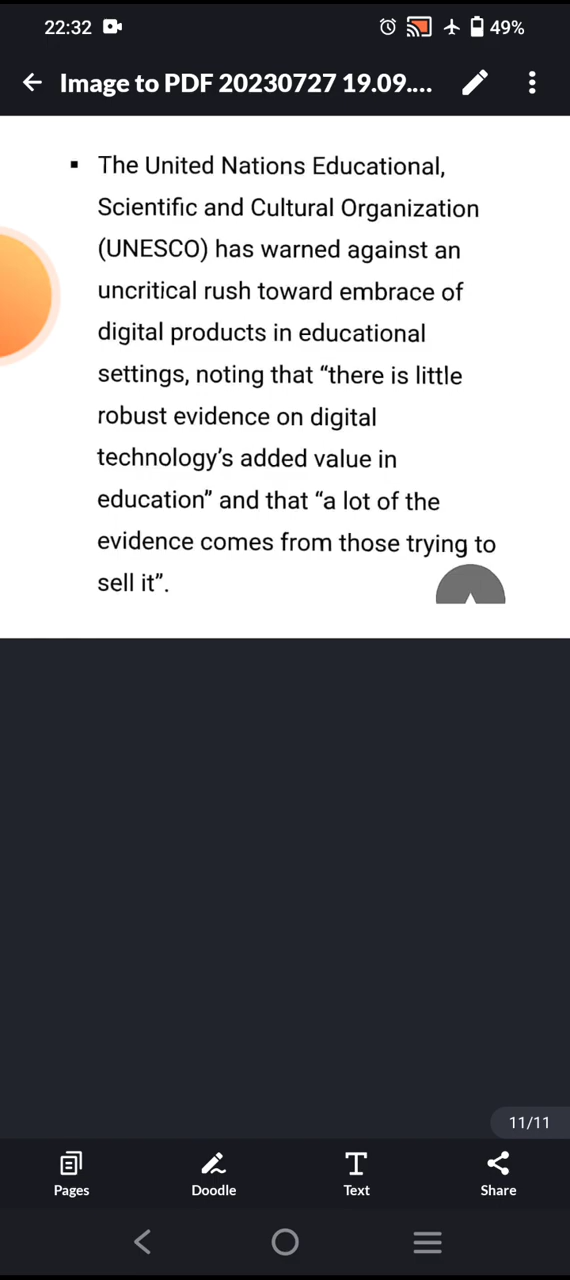 22:32
49%
Image to PDF 20230727 19.09....
▪ The United Nations Educational,
Scientific and Cultural Organization
(UNESCO) has warned against an
uncritical rush toward embrace of
digital products in educational
settings, noting that “there is little
robust evidence on digital
technology’s added value in
education” and that “a lot of the
evidence comes from those trying to
sell it”.
11/11
Pages
Doodle
Text
Share